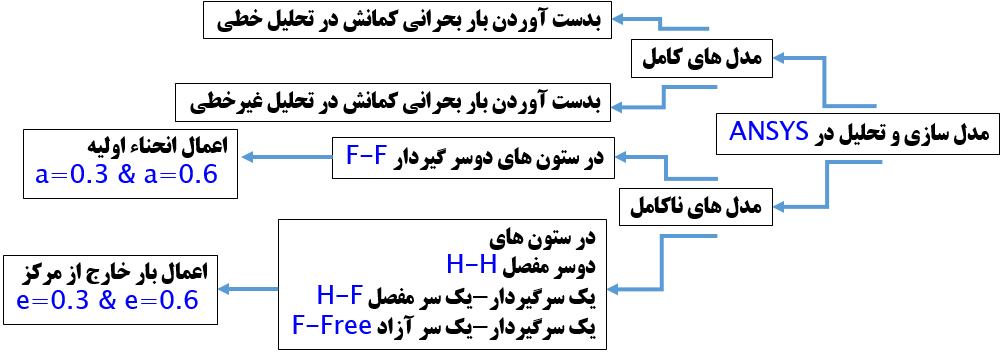 مدل سازی و تحلیل در ANSYS
مدل های کامل
بدست آوردن بار بحرانی کمانش در تحلیل خطی
بدست آوردن بار بحرانی کمانش در تحلیل غیرخطی
مدل های ناکامل
در ستون های دوسر گیردار F-F
اعمال انحناء اولیه
a=0.3 & a=0.6
در ستون های
دوسر مفصل H-H
یک سرگیردار-یک سر مفصل H-F
یک سرگیردار-یک سر آزاد F-Free
اعمال بار خارج از مرکز
e=0.3 & e=0.6